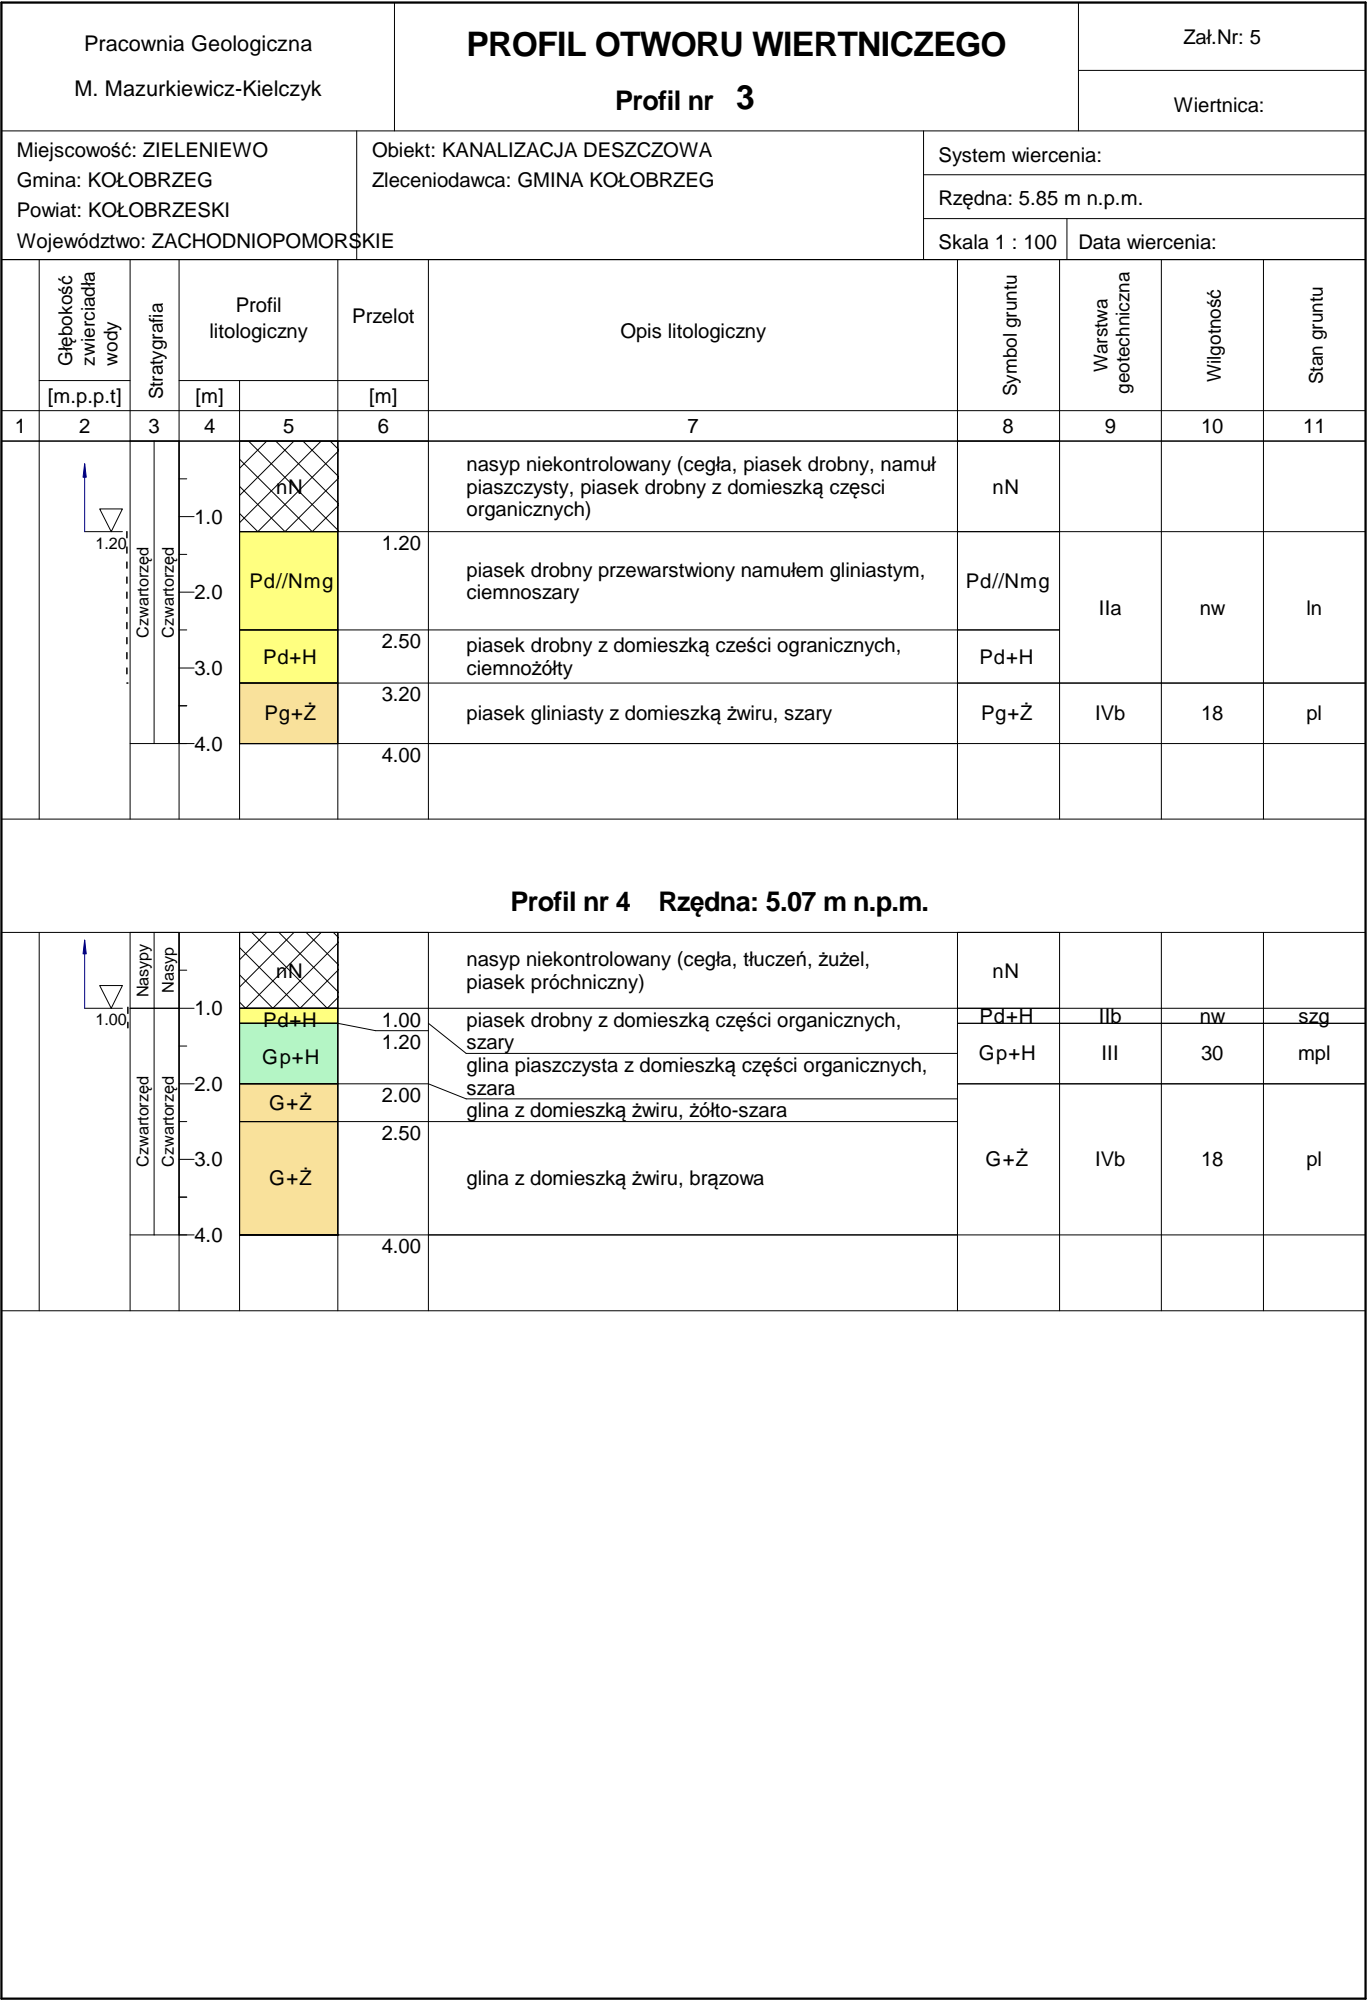 Pracownia Geologiczna
M. Mazurkiewicz-Kielczyk
PROFIL OTWORU WIERTNICZEGO
Profil nr 3
Zał.Nr: 5
Wiertnica:
Miejscowość: ZIELENIEWO
Gmina: KOŁOBRZEG
Powiat: KOŁOBRZESKI
Województwo: ZACHODNIOPOMORSKIE
Obiekt: KANALIZACJA DESZCZOWA
Zleceniodawca: GMINA KOŁOBRZEG
System wiercenia:
Rzędna: 5.85 m n.p.m.
Skala 1 : 100
Data wiercenia:
Głębokość
zwierciadła
wody
[m.p.p.t]
Stratygrafia
Profil
litologiczny
[m]
Przelot
[m]
Opis litologiczny
Symbol gruntu
Warstwa
geotechniczna
Wilgotność
Stan gruntu
1 2 3 4 5 6 7 8 9 10 11
1.20
Czwartorzęd
Czwartorzęd
1.0
2.0
3.0
4.0
nN
nasyp niekontrolowany (cegła, piasek drobny, namuł
piaszczysty, piasek drobny z domieszką częsci
organicznych)
nN
Pd//Nmg
1.20
piasek drobny przewarstwiony namułem gliniastym,
ciemnoszary
Pd//Nmg
IIa
nw
ln
Pd+H
2.50
piasek drobny z domieszką cześci ogranicznych,
ciemnożółty
Pd+H
Pg+Ż
3.20
piasek gliniasty z domieszką żwiru, szary
Pg+Ż
IVb
18
pl
4.00
Profil nr 4 Rzędna: 5.07 m n.p.m.
1.00
Nasypy
Nasyp
Czwartorzęd
Czwartorzęd
1.0
2.0
3.0
4.0
nN
nasyp niekontrolowany (cegła, tłuczeń, żużel,
piasek próchniczny)
nN
Pd+H
1.00
piasek drobny z domieszką części organicznych,
szary
Pd+H
IIb
nw
szg
Gp+H
1.20
glina piaszczysta z domieszką części organicznych,
szara
Gp+H
III
30
mpl
G+Ż
2.00
glina z domieszką żwiru, żółto-szara
G+Ż
2.50
glina z domieszką żwiru, brązowa
G+Ż
IVb
18
pl
4.00